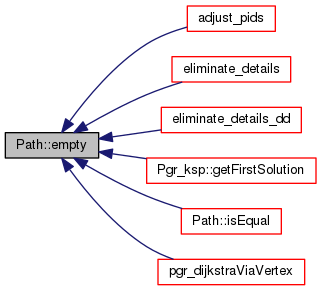 adjust_pids
eliminate_details
eliminate_details_dd
Path::empty
Pgr_ksp::getFirstSolution
Path::isEqual
pgr_dijkstraViaVertex